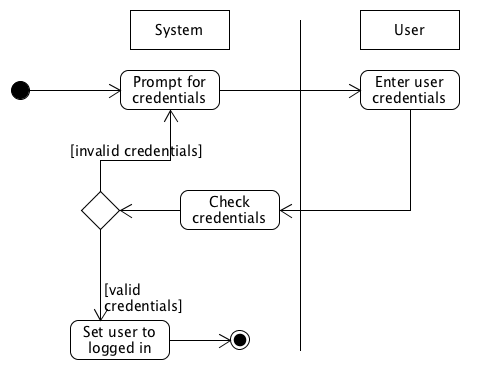 System
User
Prompt for
credentials
Enter user
credentials
[invalid credentials]
Check
credentials
[valid
credentials]
Set user to
logged in